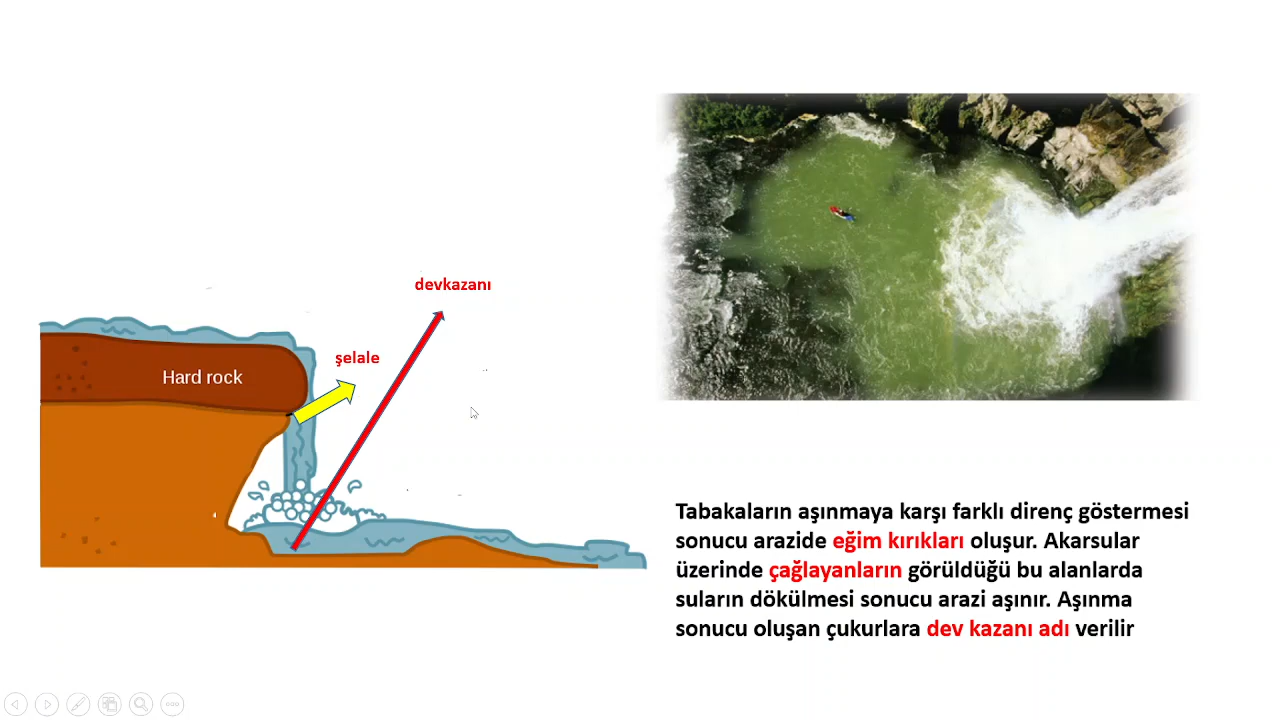 devkazanı
şelale
Hard rock
Tabakaların aşınmaya karşı farklı direnç göstermesi
sonucu arazide eğim kırıkları oluşur. Akarsular
üzerinde çağlayanların görüldüğü bu alanlarda
suların dökülmesi sonucu arazi aşınır. Aşınma
sonucu oluşan çukurlara dev kazanı adı verilir